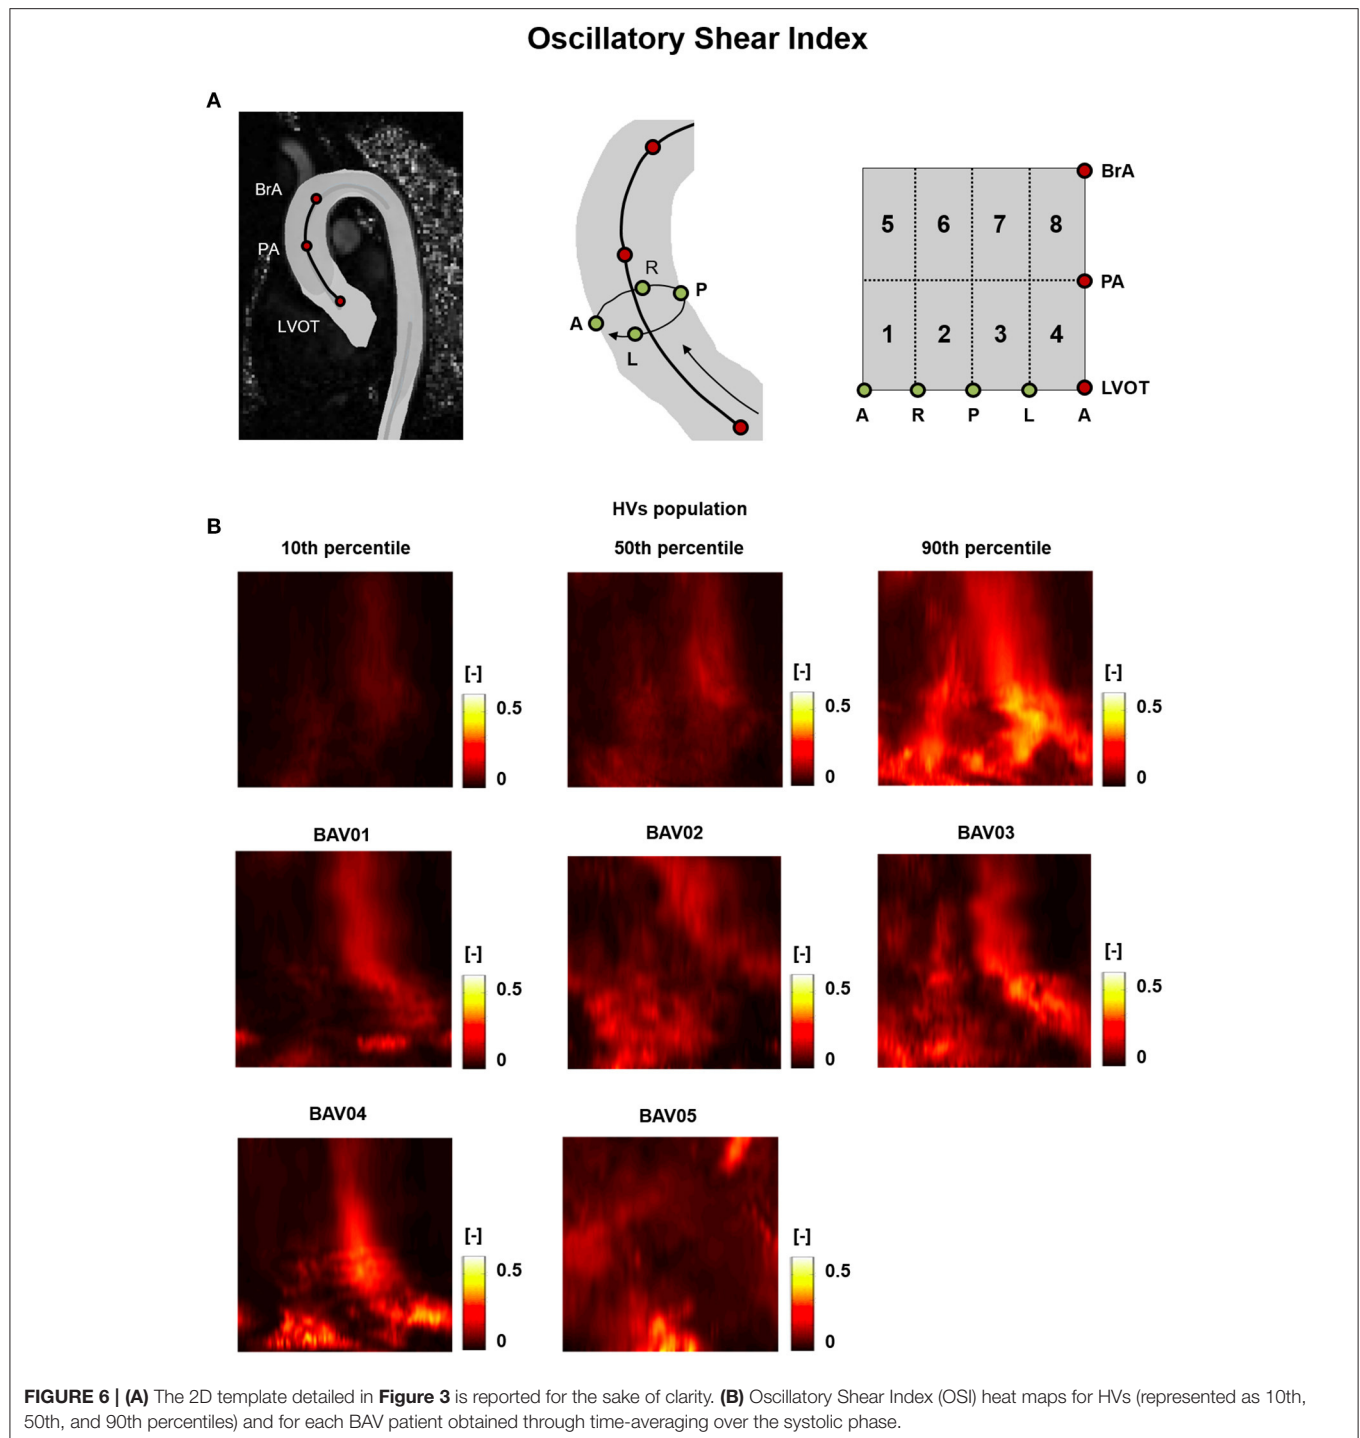 Oscillatory Shear Index
A
BrA
PA
LVOT
R
P
A
L
5 6 7 8
1 2 3 4
BrA
PA
LVOT
A R P L A
B
HVs population
10th percentile
50th percentile
90th percentile
[-]
0.5
0
[-]
0.5
0
[-]
0.5
0
BAV01
BAV02
BAV03
[-]
0.5
0
[-]
0.5
0
[-]
0.5
0
BAV04
BAV05
[-]
0.5
0
[-]
0.5
0
FIGURE 6 | (A) The 2D template detailed in Figure 3 is reported for the sake of clarity. (B) Oscillatory Shear Index (OSI) heat maps for HVs (represented as 10th,
50th, and 90th percentiles) and for each BAV patient obtained through time-averaging over the systolic phase.